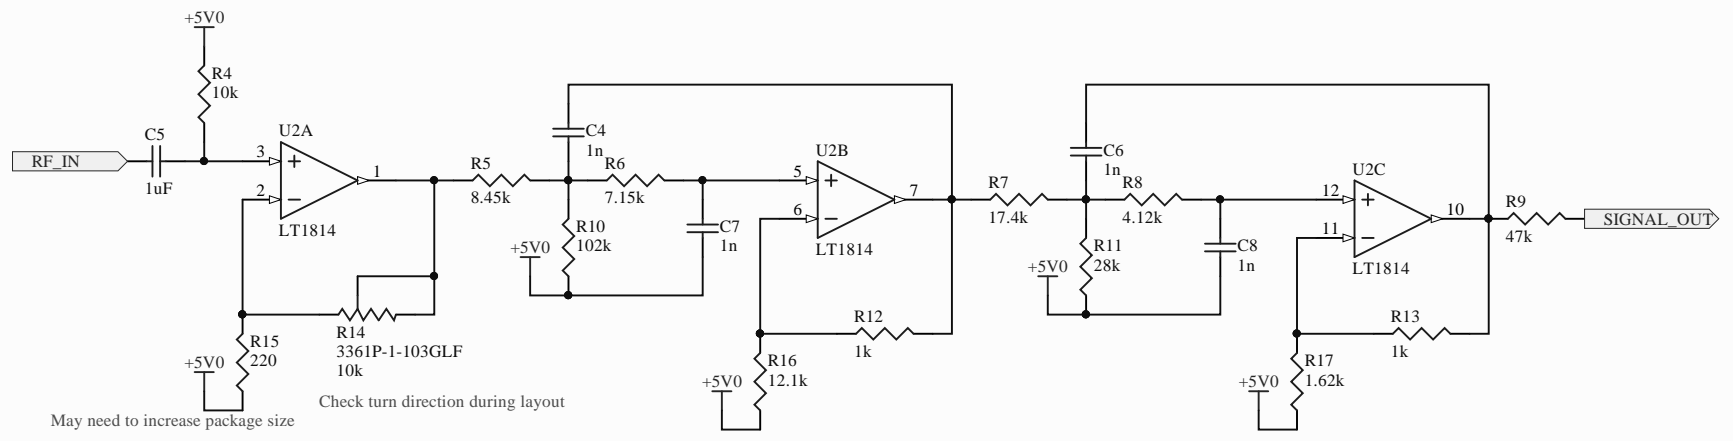 +5V0
R4
10k
C5
1uF
RF_IN
U2A
3
2
1
LT1814
R15
220
+5V0
May need to increase package size
R14
3361P-1-103GLF
10k
Check turn direction during layout
R5
8.45k
C4
1n
R6
7.15k
R10
102k
+5V0
C7
1n
U2B
5
6
7
LT1814
R12
1k
R16
12.1k
+5V0
R7
17.4k
C6
1n
R8
4.12k
R11
28k
+5V0
C8
1n
U2C
12
11
10
LT1814
R13
1k
R17
1.62k
+5V0
R9
47k
SIGNAL_OUT